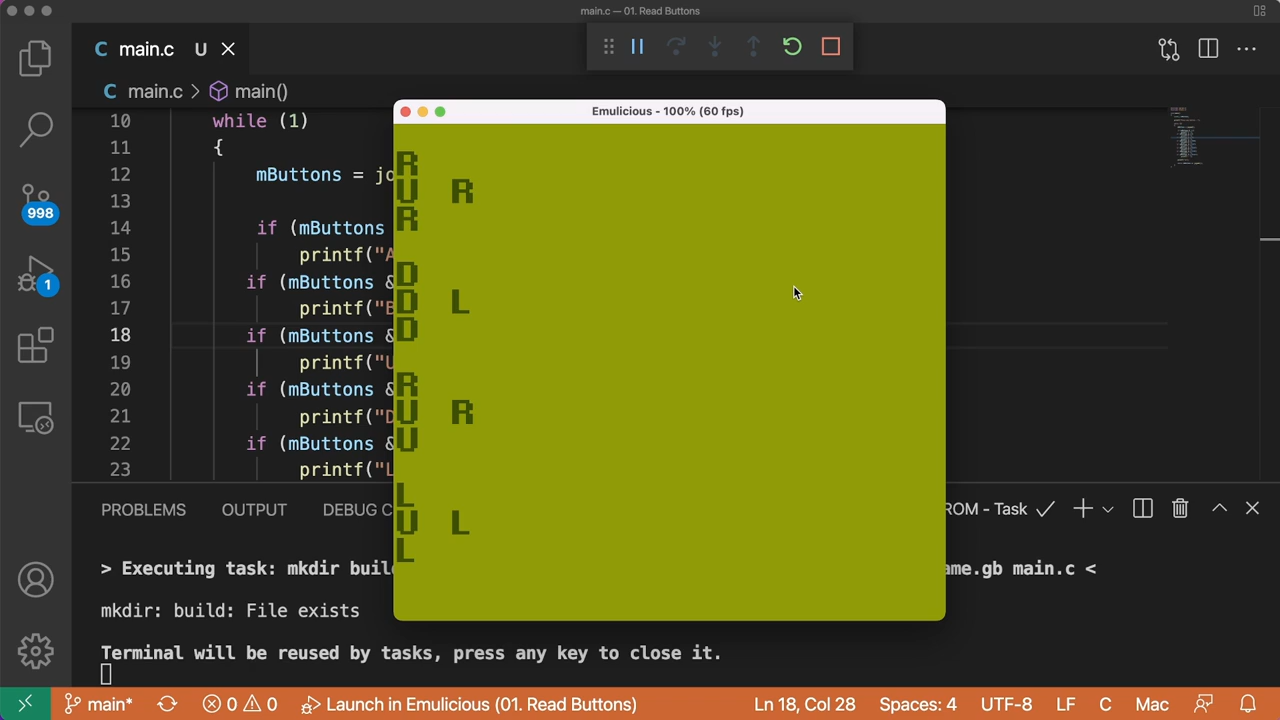 main.c — 01. Read Buttons
C main.c U
C main.c > main()
10 while (1)
11 {
12 mButtons = jo
13
14 if (mButtons
15 printf("A
16 if (mButtons &
17 printf("B
18 if (mButtons &
19 printf("U
20 if (mButtons &
21 printf("D
22 if (mButtons &
23 printf("L
Emulicious - 100% (60 fps)
R
U R
R
D
D L
D
R
U R
U
L
U L
L
998
1
PROBLEMS OUTPUT DEBUG C
ROM - Task
> Executing task: mkdir buil
ame.gb main.c <
mkdir: build: File exists
Terminal will be reused by tasks, press any key to close it.
main* 0 0 Launch in Emulicious (01. Read Buttons) Ln 18, Col 28 Spaces: 4 UTF-8 LF C Mac